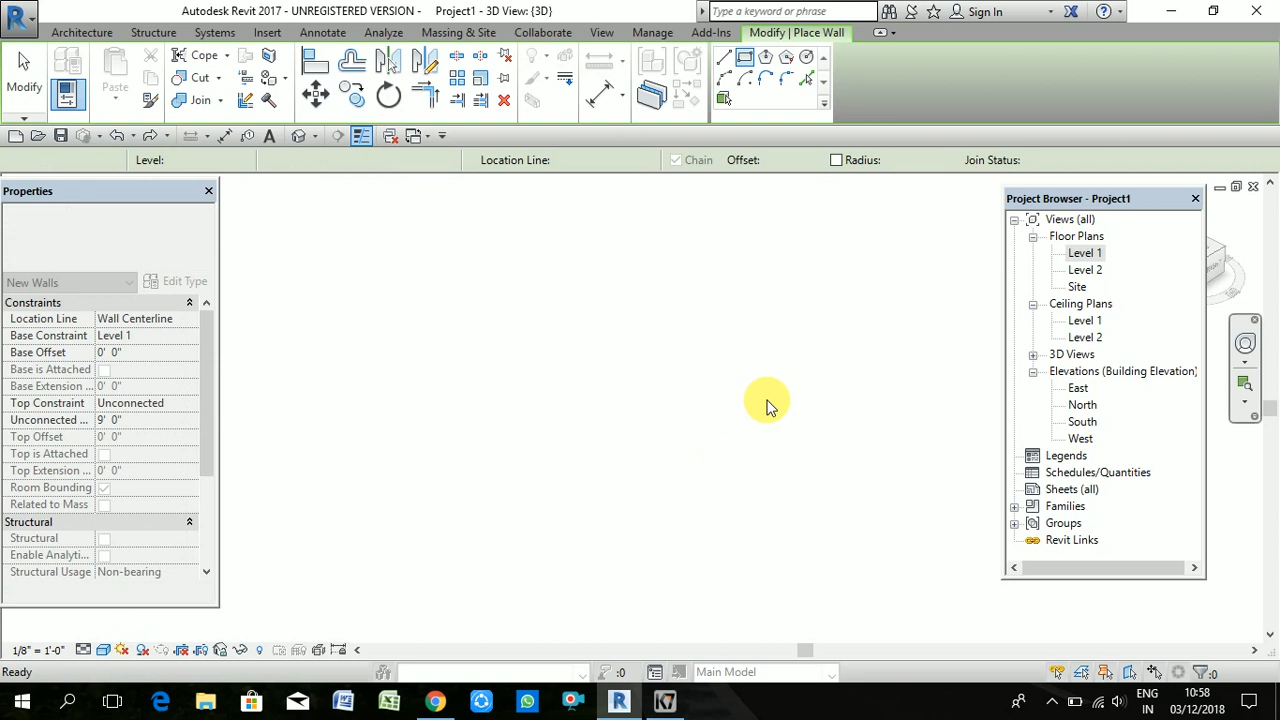 Autodesk Revit 2017 - UNREGISTERED VERSION - Project1 - 3D View: {3D}
Type a keyword or phrase
Sign In
Architecture Structure Systems Insert Annotate Analyze Massing & Site Collaborate View Manage Add-Ins Modify | Place Wall
Modify
Paste
Cope
Cut
Join
Level: Location Line: Chain Offset: Radius: Join Status:
Properties
New Walls Edit Type
Constraints
Location Line Wall Centerline
Base Constraint Level 1
Base Offset 0' 0"
Base is Attached
Base Extension ... 0' 0"
Top Constraint Unconnected
Unconnected ... 9' 0"
Top Offset 0' 0"
Top is Attached
Top Extension ... 0' 0"
Room Bounding
Related to Mass
Structural
Structural
Enable Analyti...
Structural Usage Non-bearing
Project Browser - Project1
Views (all)
Floor Plans
Level 1
Level 2
Site
Ceiling Plans
Level 1
Level 2
3D Views
Elevations (Building Elevation)
East
North
South
West
Legends
Schedules/Quantities
Sheets (all)
Families
Groups
Revit Links
1/8" = 1'-0"
Ready
:0
Main Model
:0
ENG
IN
10:58
03/12/2018